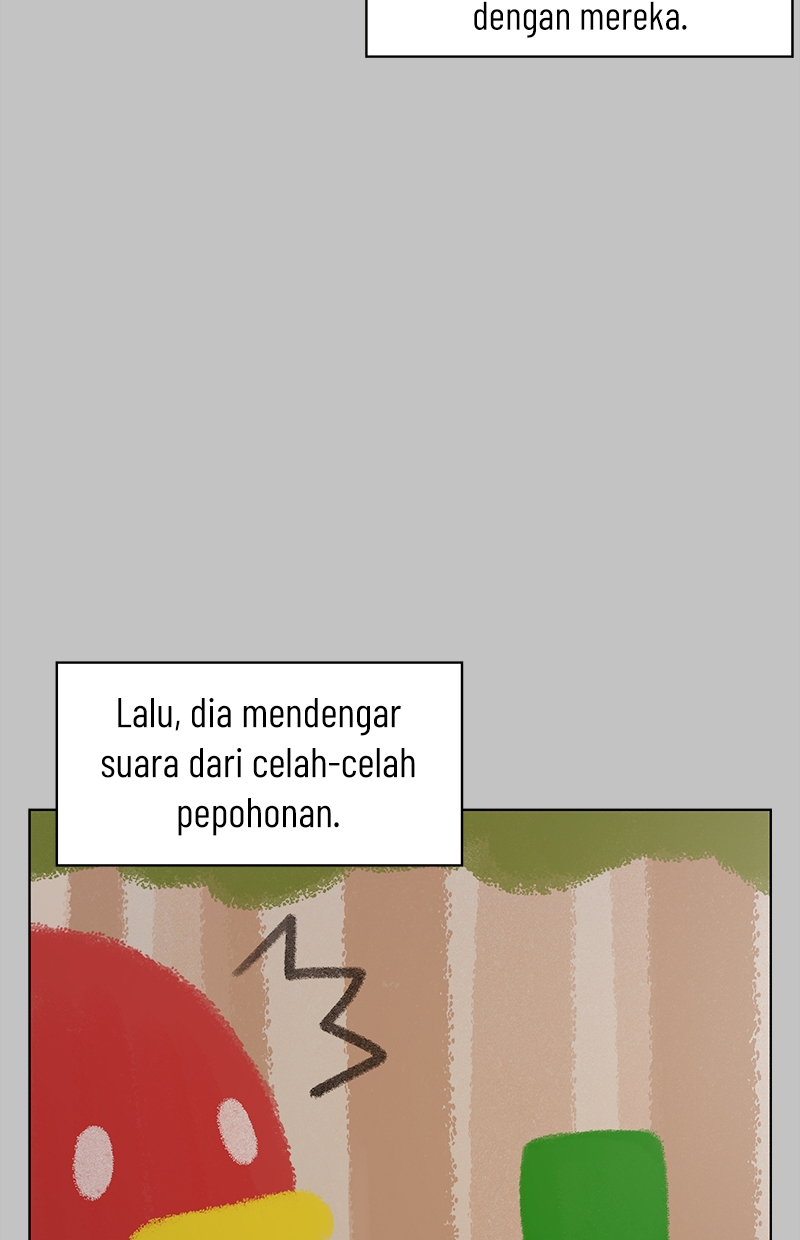 dengan mereka.
Lalu, dia mendengar
suara dari celah-celah
pepohonan.